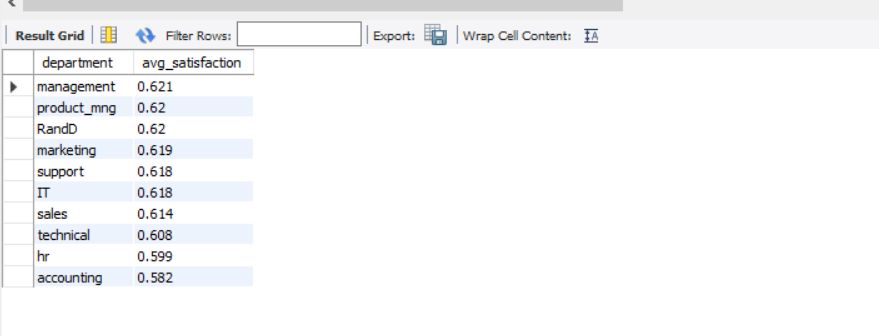 Result Grid Filter Rows: Export: Wrap Cell Content: IA
department avg_satisfaction
management 0.621
product_mng 0.62
RandD 0.62
marketing 0.619
support 0.618
IT 0.618
sales 0.614
technical 0.608
hr 0.599
accounting 0.582